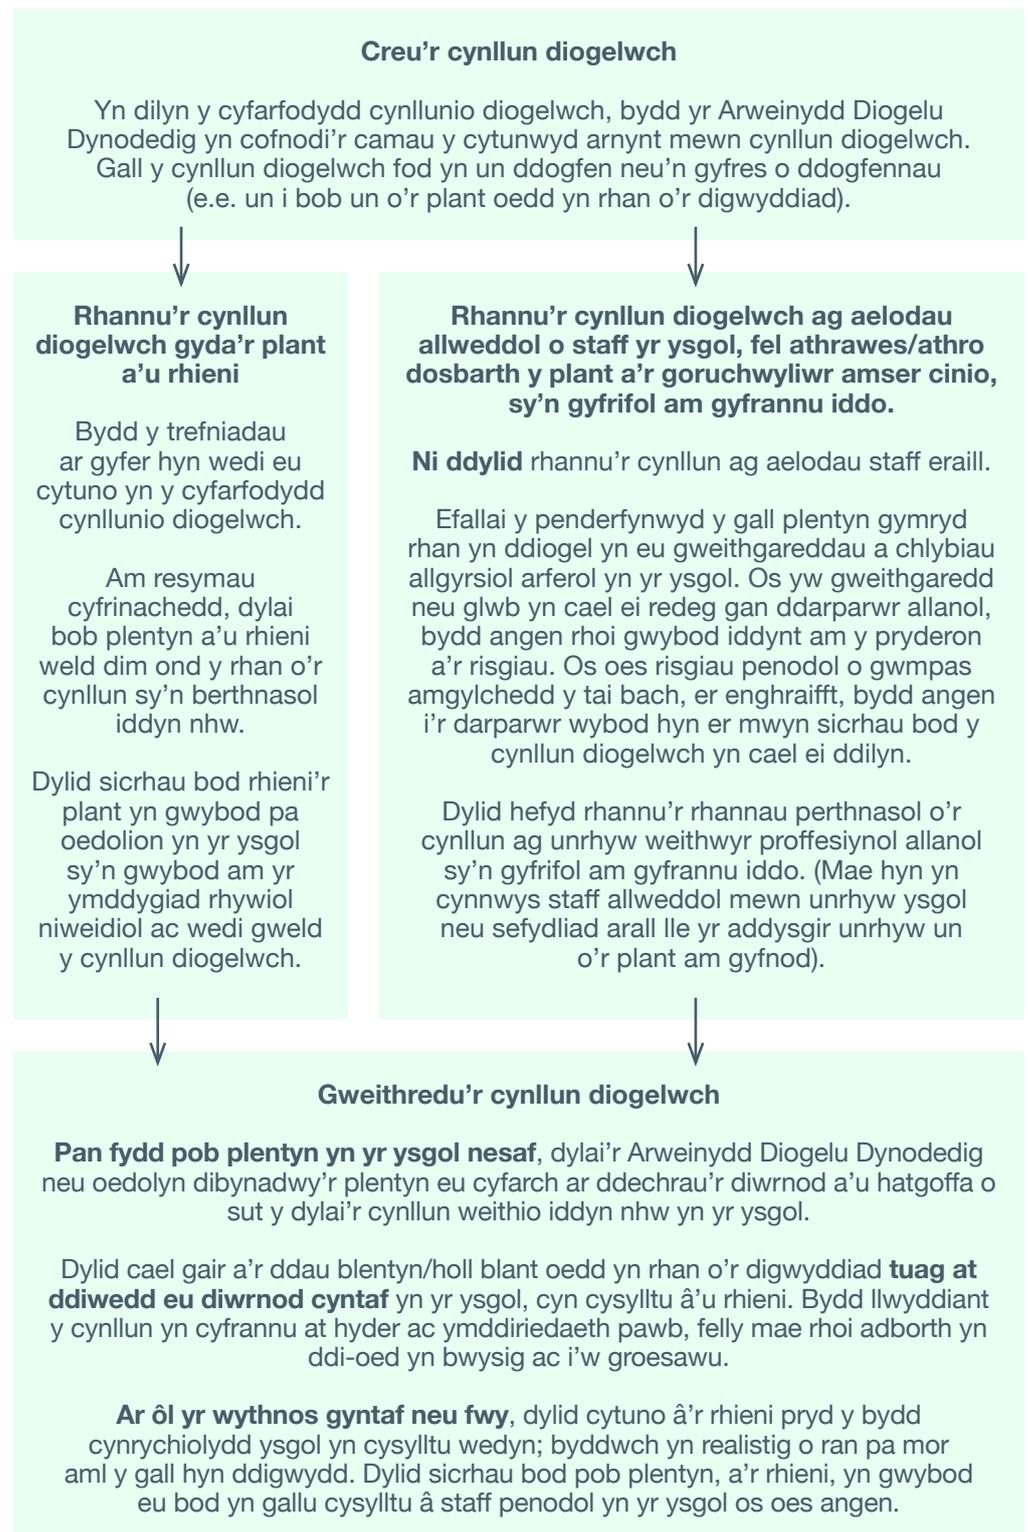 Creu’r cynllun diogelwch
Yn dilyn y cyfarfodydd cynllunio diogelwch, bydd yr Arweinydd Diogelu
Dynodedig yn cofnodi’r camau y cytunwyd arnynt mewn cynllun diogelwch.
Gall y cynllun diogelwch fod yn un ddogfen neu’n gyfres o ddogfennau
(e.e. un i bob un o’r plant oedd yn rhan o’r digwyddiad).
Rhannu’r cynllun
diogelwch gyda’r plant
a’u rhieni
Bydd y trefniadau
ar gyfer hyn wedi eu
cytuno yn y cyfarfodydd
cynllunio diogelwch.
Am resymau
cyfrinachedd, dylai
bob plentyn a’u rhieni
weld dim ond y rhan o’r
cynllun sy’n berthnasol
iddyn nhw.
Dylid sicrhau bod rhieni’r
plant yn gwybod pa
oedolion yn yr ysgol
sy’n gwybod am yr
ymddygiad rhywiol
niweidiol ac wedi gweld
y cynllun diogelwch.
Rhannu’r cynllun diogelwch ag aelodau
allweddol o staff yr ysgol, fel athrawes/athro
dosbarth y plant a’r goruchwyliwr amser cinio,
sy’n gyfrifol am gyfrannu iddo.
Ni ddylid rhannu’r cynllun ag aelodau staff eraill.
Efallai y penderfynwyd y gall plentyn gymryd
rhan yn ddiogel yn eu gweithgareddau a chlybiau
allgyrsiol arferol yn yr ysgol. Os yw gweithgaredd
neu glwb yn cael ei redeg gan ddarparwr allanol,
bydd angen rhoi gwybod iddynt am y pryderon
a’r risgiau. Os oes risgiau penodol o gwmpas
amgylchedd y tai bach, er enghraifft, bydd angen
i’r darparwr wybod hyn er mwyn sicrhau bod y
cynllun diogelwch yn cael ei ddilyn.
Dylid hefyd rhannu’r rhannau perthnasol o’r
cynllun ag unrhyw weithwyr proffesiynol allanol
sy’n gyfrifol am gyfrannu iddo. (Mae hyn yn
cynnwys staff allweddol mewn unrhyw ysgol
neu sefydliad arall lle yr addysgir unrhyw un
o’r plant am gyfnod).
Gweithredu’r cynllun diogelwch
Pan fydd pob plentyn yn yr ysgol nesaf, dylai’r Arweinydd Diogelu Dynodedig
neu oedolyn dibynadwy’r plentyn eu cyfarch ar ddechrau’r diwrnod a’u hatgoffa o
sut y dylai’r cynllun weithio iddyn nhw yn yr ysgol.
Dylid cael gair a’r ddau blentyn/holl blant oedd yn rhan o’r digwyddiad tuag at
ddiwedd eu diwrnod cyntaf yn yr ysgol, cyn cysylltu â’u rhieni. Bydd llwyddiant
y cynllun yn cyfrannu at hyder ac ymddiriedaeth pawb, felly mae rhoi adborth yn
ddi-oed yn bwysig ac i’w groesawu.
Ar ôl yr wythnos gyntaf neu fwy, dylid cytuno â’r rhieni pryd y bydd
cynrychiolydd ysgol yn cysylltu wedyn; byddwch yn realistig o ran pa mor
aml y gall hyn ddigwydd. Dylid sicrhau bod pob plentyn, a’r rhieni, yn gwybod
eu bod yn gallu cysylltu â staff penodol yn yr ysgol os oes angen.